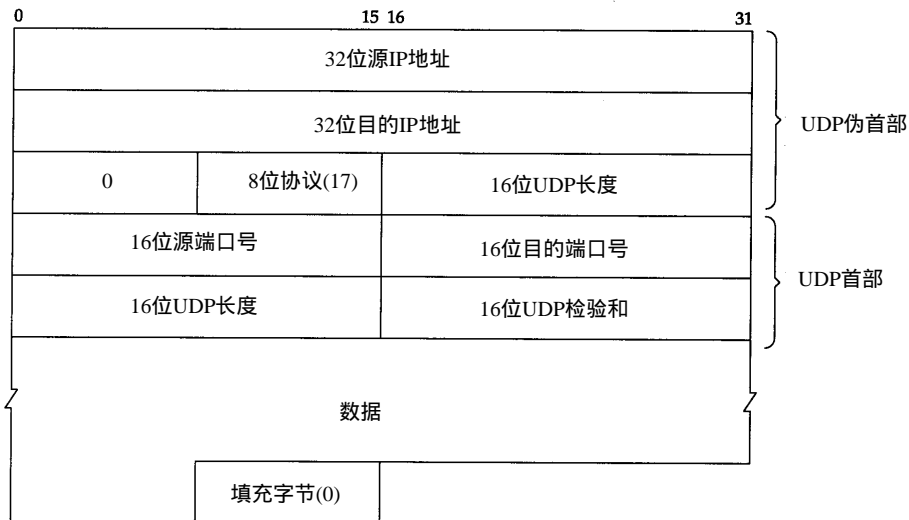 0 15 16 31
32位源IP地址
32位目的IP地址
UDP伪首部
0 8位协议(17) 16位UDP长度
16位源端口号 16位目的端口号
UDP首部
16位UDP长度 16位UDP检验和
数据
填充字节(0)